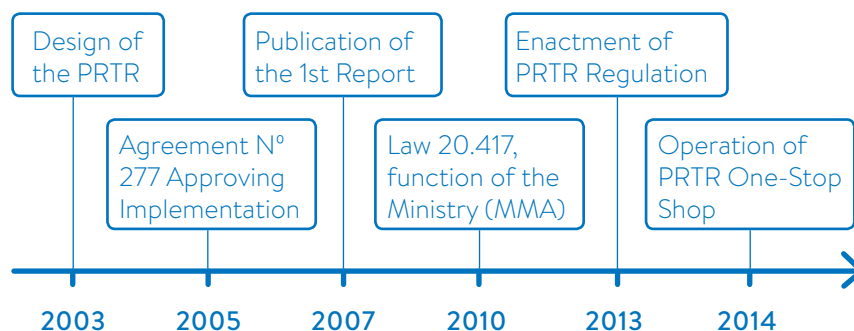 Design of
the PRTR
Publication of
the 1st Report
Enactment of
PRTR Regulation
Agreement Nº
277 Approving
Implementation
Law 20.417,
function of the
Ministry (MMA)
Operation of
PRTR One-Stop
Shop
2003
2005
2007
2010
2013
2014